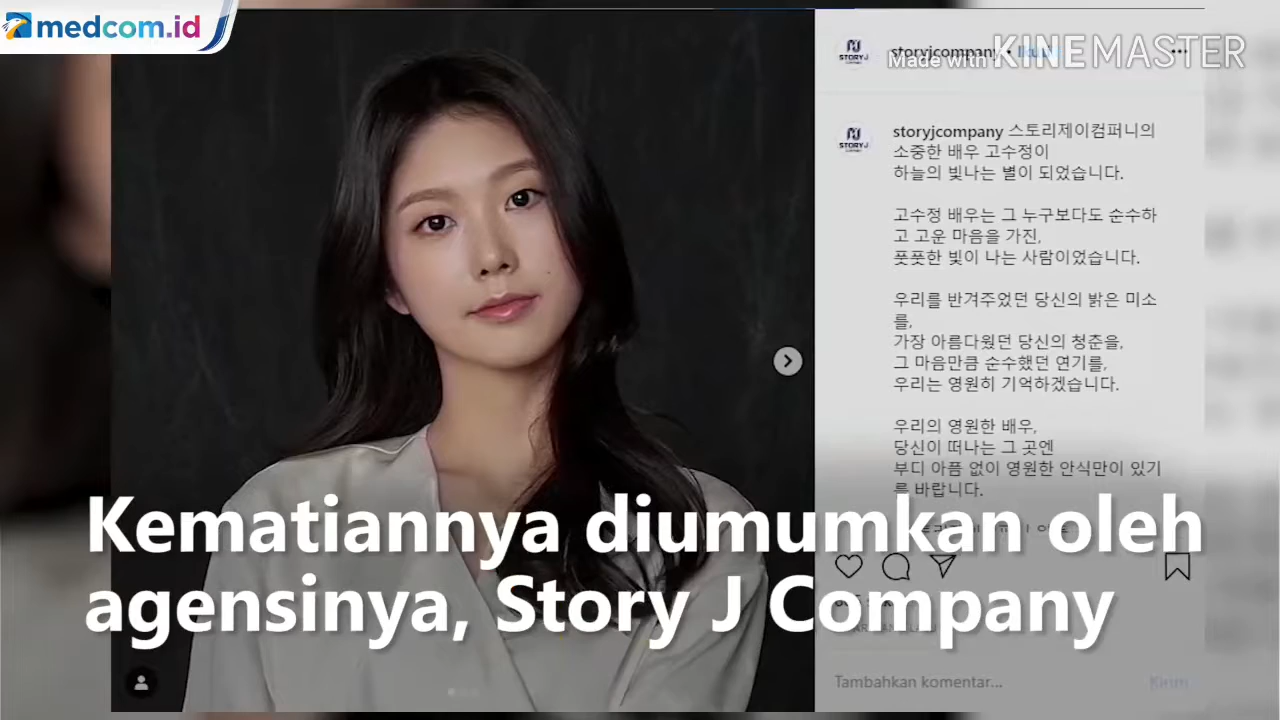 medcom.id
Made with KINEMASTER
storyjcompany
STORY J
storyjcompany 스토리제이컴퍼니의
소중한 배우 고수정이
하늘의 빛나는 별이 되었습니다.
고수정 배우는 그 누구보다도 순수하
고 고운 마음을 가진,
풋풋한 빛이 나는 사람이었습니다.
우리를 반겨주었던 당신의 밝은 미소
를,
가장 아름다웠던 당신의 청춘을,
그 마음만큼 순수했던 연기를,
우리는 영원히 기억하겠습니다.
우리의 영원한 배우,
당신이 떠나는 그 곳엔
부디 아픔 없이 영원한 안식만이 있기
를 바랍니다.
Kematiannya diumumkan oleh
agensinya, Story J Company
Tambahkan komentar...
Kirim